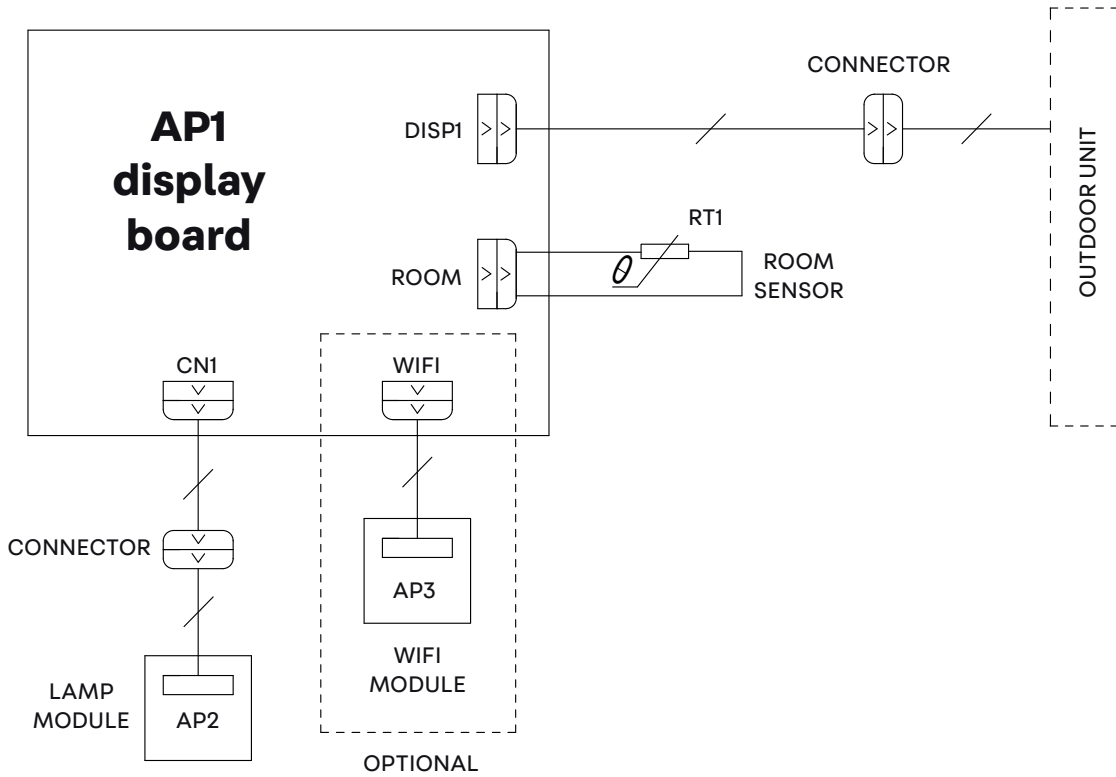 CONNECTOR
AP1
display
board
DISP1
OUTDOOR UNIT
RT1
ROOM
θ
ROOM
SENSOR
CN1
WIFI
CONNECTOR
AP3
WIFI
MODULE
LAMP
MODULE
AP2
OPTIONAL